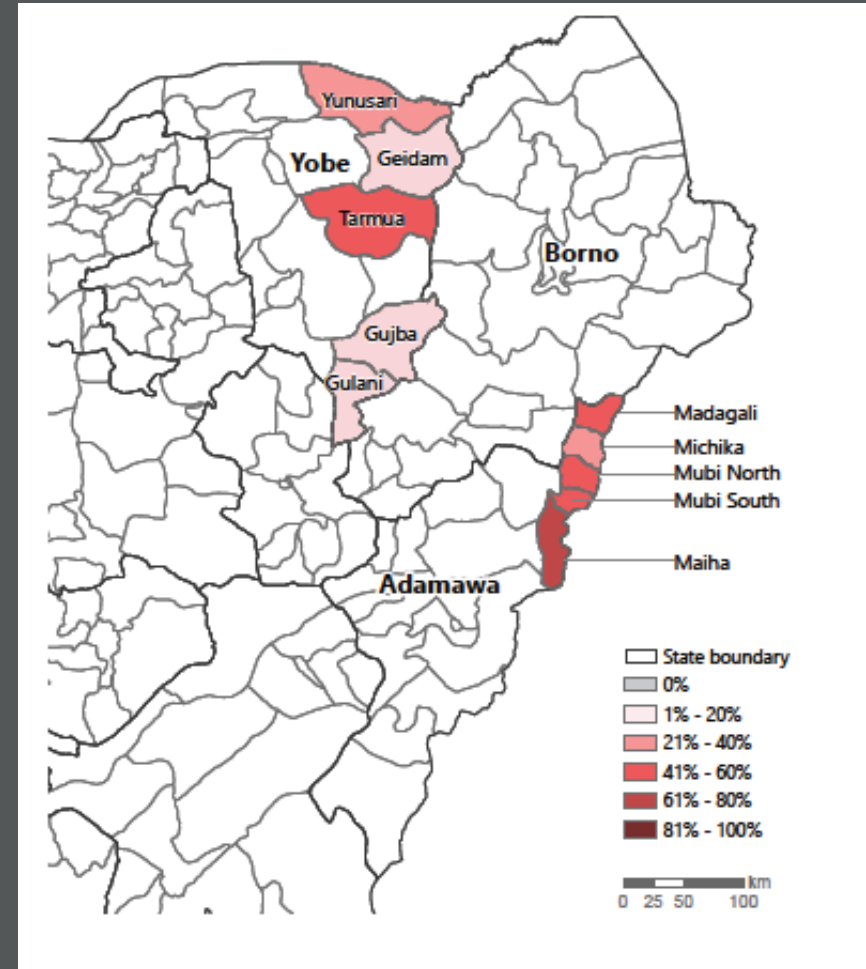 Yunusari
Yobe
Geidam
Tarmua
Borno
Gujba
Gulani
Madagali
Michika
Mubi North
Mubi South
Maiha
Adamawa
State boundary
0%
1% - 20%
21% - 40%
41% - 60%
61% - 80%
81% - 100%
km
0 25 50 100